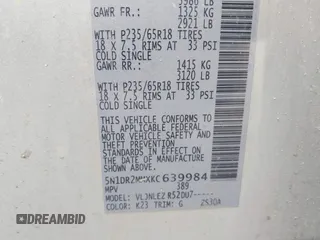 5986 LB
GAWR FR.: 1325 KG
2921 LB
WITH P235/65R18 TIRES
18 X 7.5 RIMS AT 33 PSI
COLD SINGLE
GAWR RR.: 1415 KG
3120 LB
WITH P235/65R18 TIRES
18 X 7.5 RIMS AT 33 PSI
COLD SINGLE
THIS VEHICLE CONFORMS
TO ALL APPLICABLE FEDERAL
MOTOR VEHICLE SAFETY AND
THEFT PREVENTION STANDARDS
IN EFFECT ON THE DATE OF
MANUFACTURE SHOWN ABOVE.
639984
MPV 389
MODEL
COLOR: K23 TRIM: G